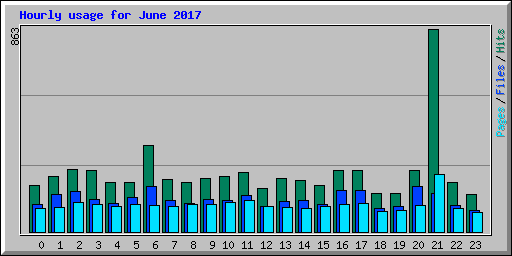 Hourly usage for June 2017
863
Pages/Files/Hits
0 1 2 3 4 5 6 7 8 9 10 11 12 13 14 15 16 17 18 19 20 21 22 23